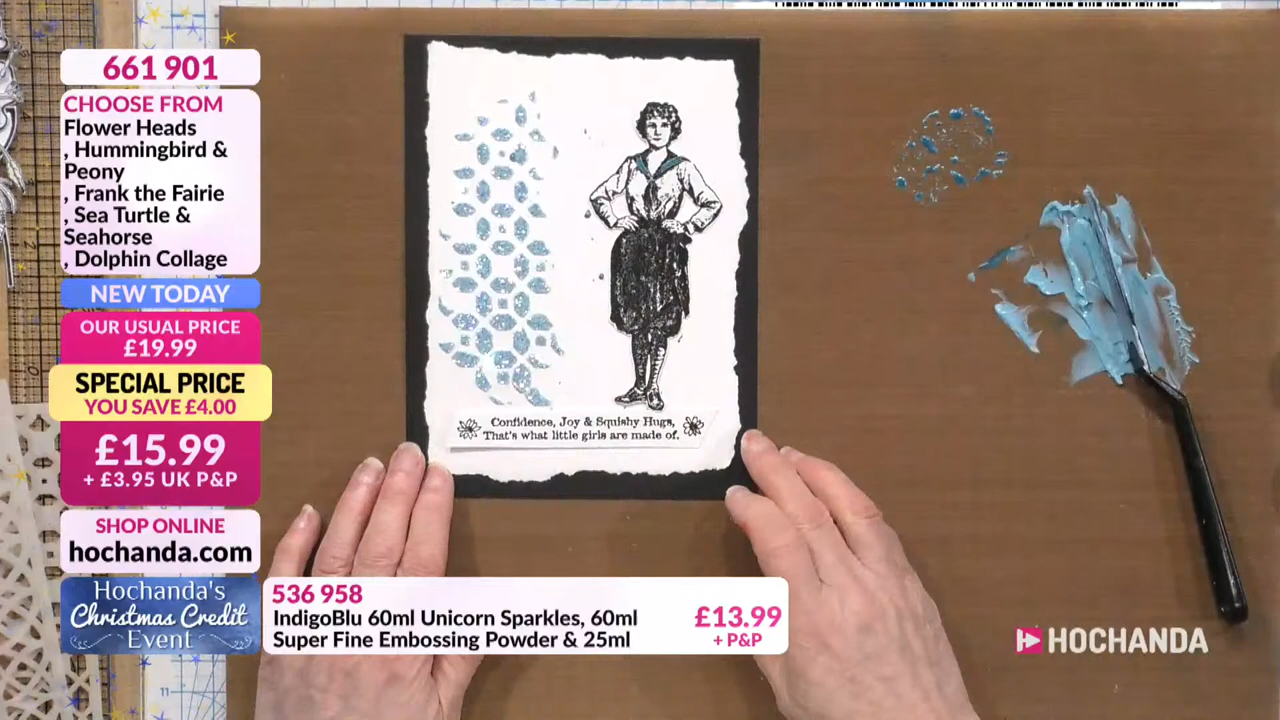 661 901
CHOOSE FROM
Flower Heads
, Hummingbird &
Peony
, Frank the Fairie
, Sea Turtle &
Seahorse
, Dolphin Collage
NEW TODAY
OUR USUAL PRICE
£19.99
SPECIAL PRICE
YOU SAVE £4.00
£15.99
+ £3.95 UK P&P
SHOP ONLINE
hochanda.com
Hochanda's
Christmas Credit
Event
536 958
IndigoBlu 60ml Unicorn Sparkles, 60ml
Super Fine Embossing Powder & 25ml
£13.99
+ P&P
Confidence, Joy & Squishy Hugs,
That's what little girls are made of.
HOCHANDA
11